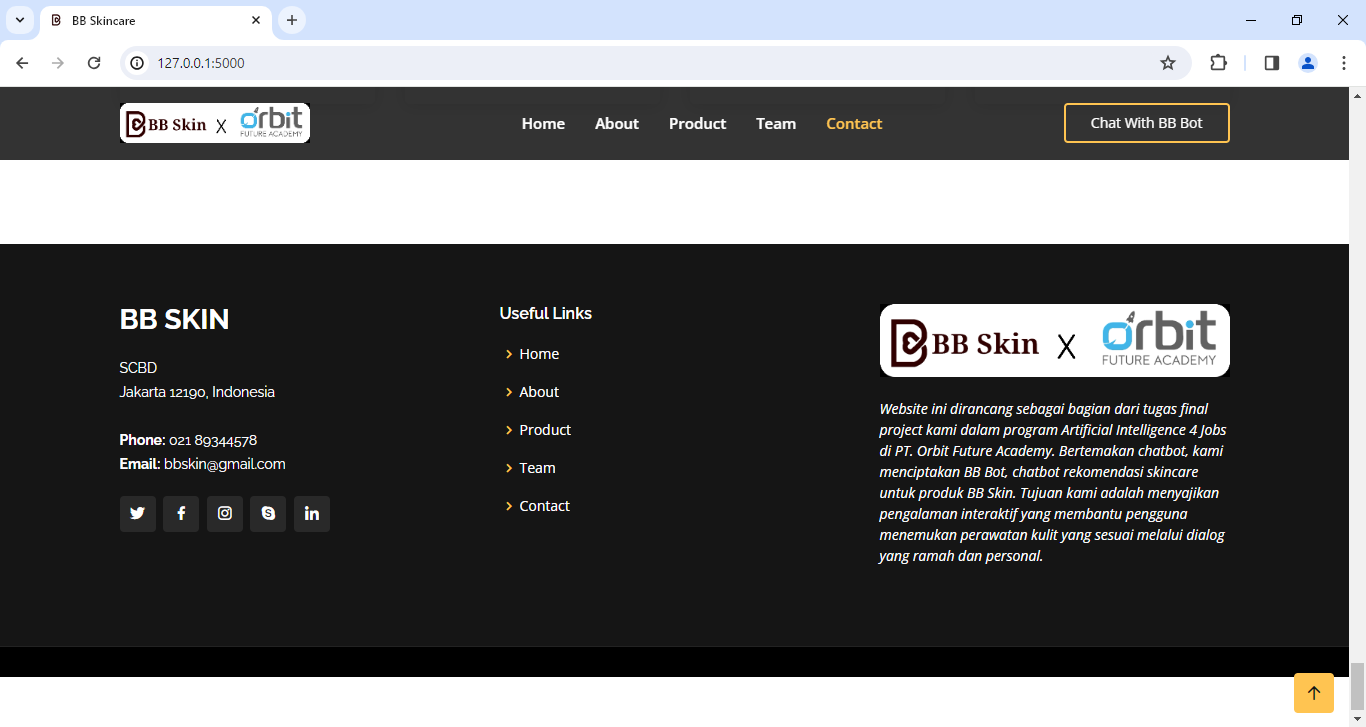 BB Skincare
127.0.0.1:5000
BB Skin X Orbit
FUTURE ACADEMY
Home About Product Team Contact
Chat With BB Bot
BB SKIN
SCBD
Jakarta 12190, Indonesia
Phone: 021 89344578
Email: bbskin@gmail.com
Useful Links
Home
About
Product
Team
Contact
BB Skin X Orbit
FUTURE ACADEMY
Website ini dirancang sebagai bagian dari tugas final
project kami dalam program Artificial Intelligence 4 Jobs
di PT. Orbit Future Academy. Bertemakan chatbot, kami
menciptakan BB Bot, chatbot rekomendasi skincare
untuk produk BB Skin. Tujuan kami adalah menyajikan
pengalaman interaktif yang membantu pengguna
menemukan perawatan kulit yang sesuai melalui dialog
yang ramah dan personal.